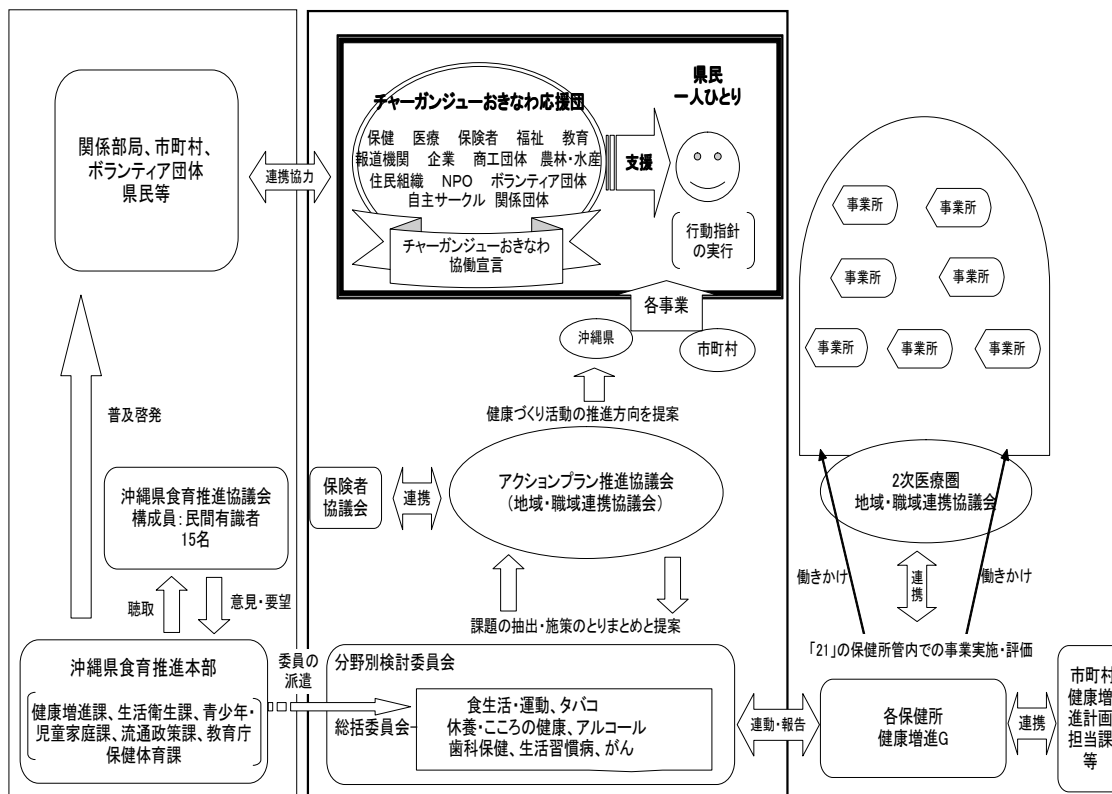 関係部局、市町村、
ボランティア団体
県民等
連携協力
普及啓発
沖縄県食育推進協議会
構成員：民間有識者
15名
聴取
意見・要望
沖縄県食育推進本部
健康増進課、生活衛生課、青少年・
児童家庭課、流通政策課、教育庁
保健体育課
委員の
派遣
チャーガンジューおきなわ応援団
保健 医療 保険者 福祉 教育
報道機関 企業 商工団体 農林・水産
住民組織 NPO ボランティア団体
自主サークル 関係団体
チャーガンジューおきなわ
協働宣言
支援
県民
一人ひとり
行動指針
の実行
各事業
沖縄県
市町村
健康づくり活動の推進方向を提案
保険者
協議会
連携
アクションプラン推進協議会
（地域・職域連携協議会）
課題の抽出・施策のとりまとめと提案
分野別検討委員会
総括委員会
食生活・運動、タバコ
休養・こころの健康、アルコール
歯科保健、生活習慣病、がん
連動・報告
事業所
事業所
事業所
事業所
事業所
事業所
事業所
2次医療圏
地域・職域連携協議会
働きかけ
連携
働きかけ
「21」の保健所管内での事業実施・評価
各保健所
健康増進G
連携
市町村
健康増
進計画
担当課
等